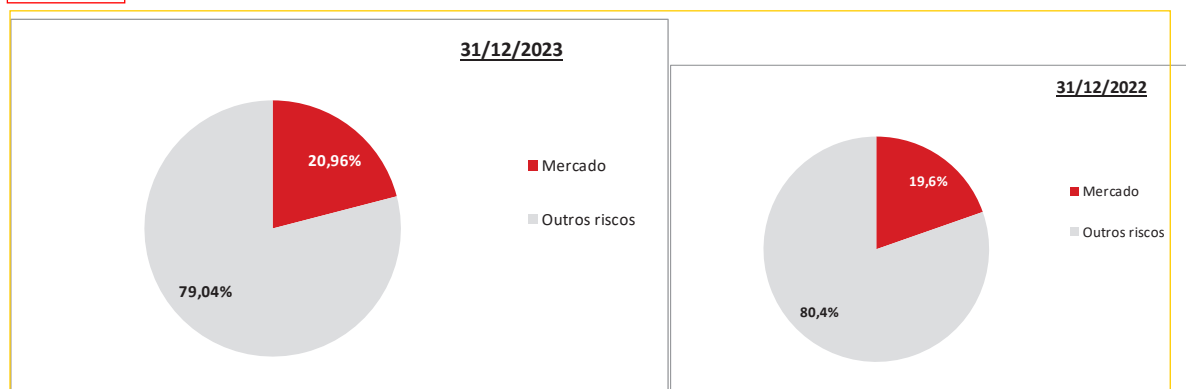 31/12/2023
20,96%
79,04%
Mercado
Outros riscos
31/12/2022
19,6%
80,4%
Mercado
Outros riscos